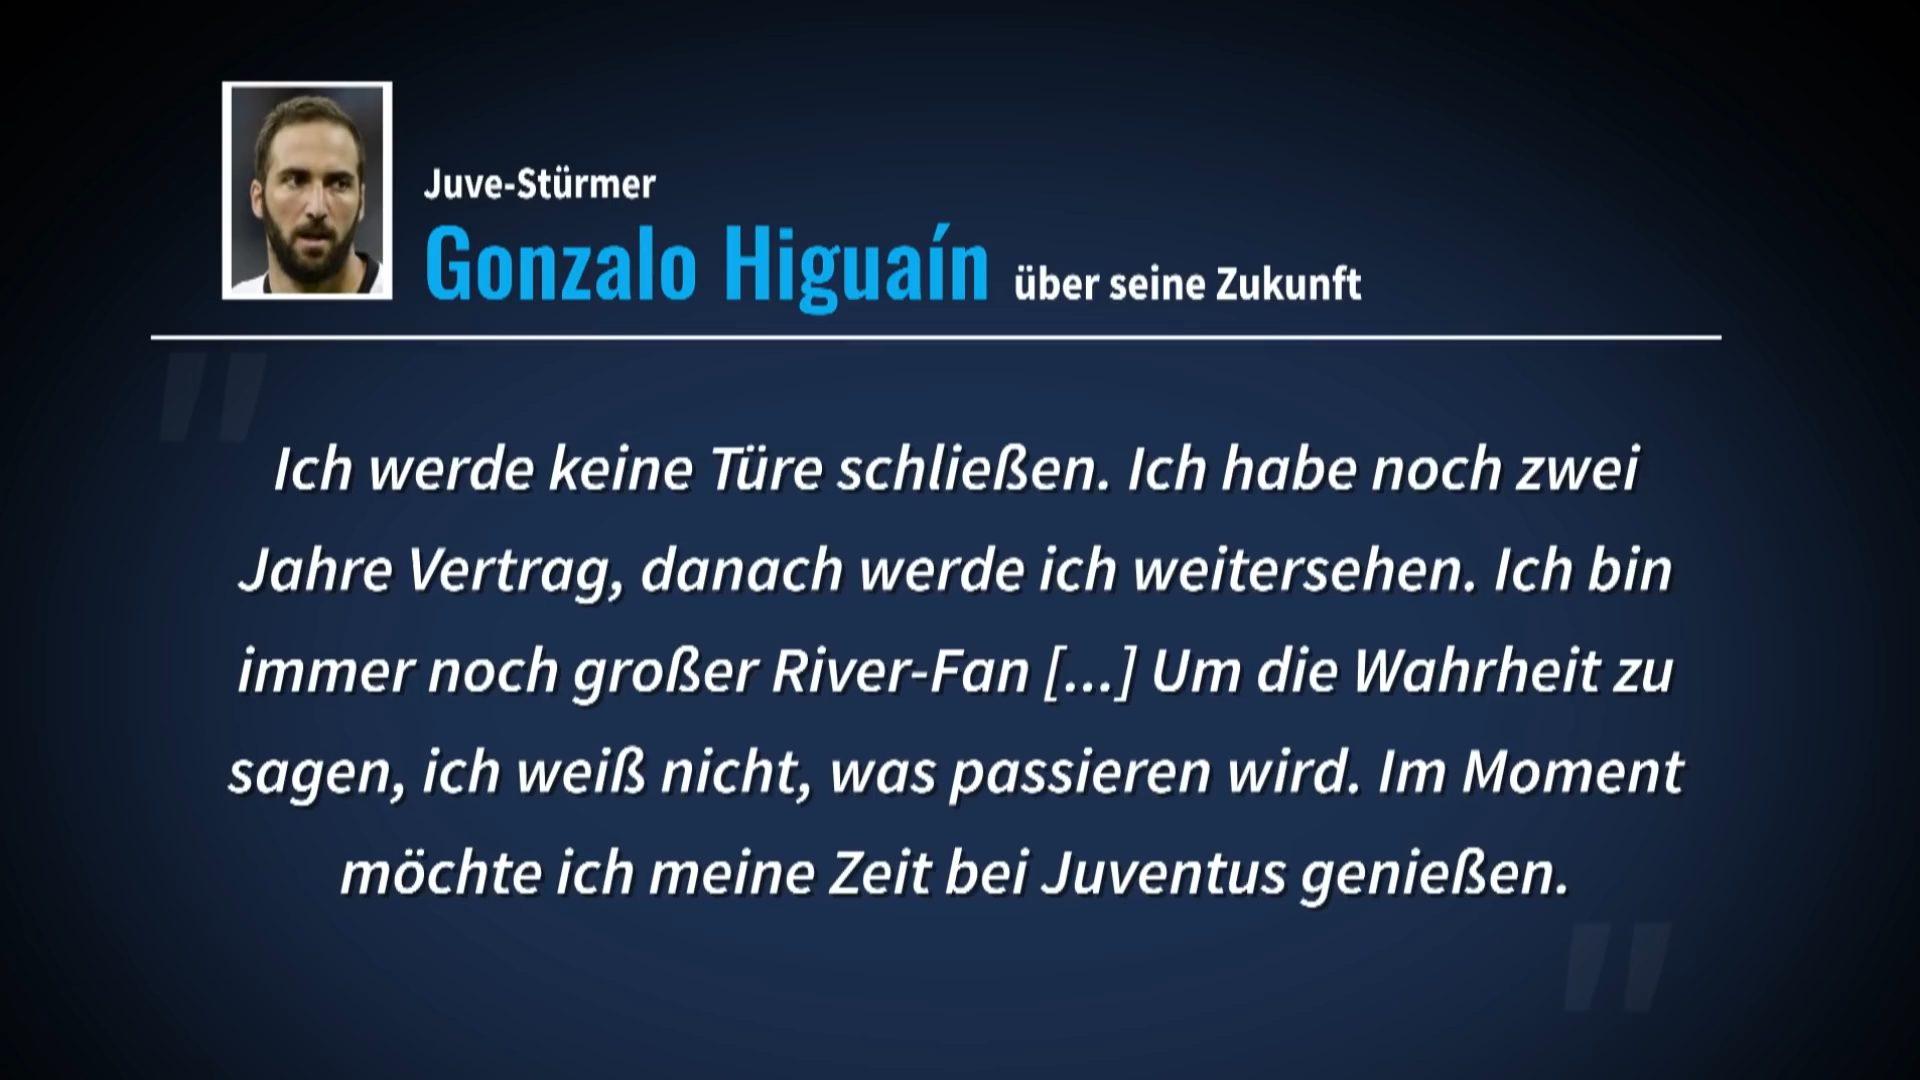 Juve-Stürmer
Gonzalo Higuaín über seine Zukunft
"
Ich werde keine Türe schließen. Ich habe noch zwei
Jahre Vertrag, danach werde ich weitersehen. Ich bin
immer noch großer River-Fan [...] Um die Wahrheit zu
sagen, ich weiß nicht, was passieren wird. Im Moment
möchte ich meine Zeit bei Juventus genießen.
"